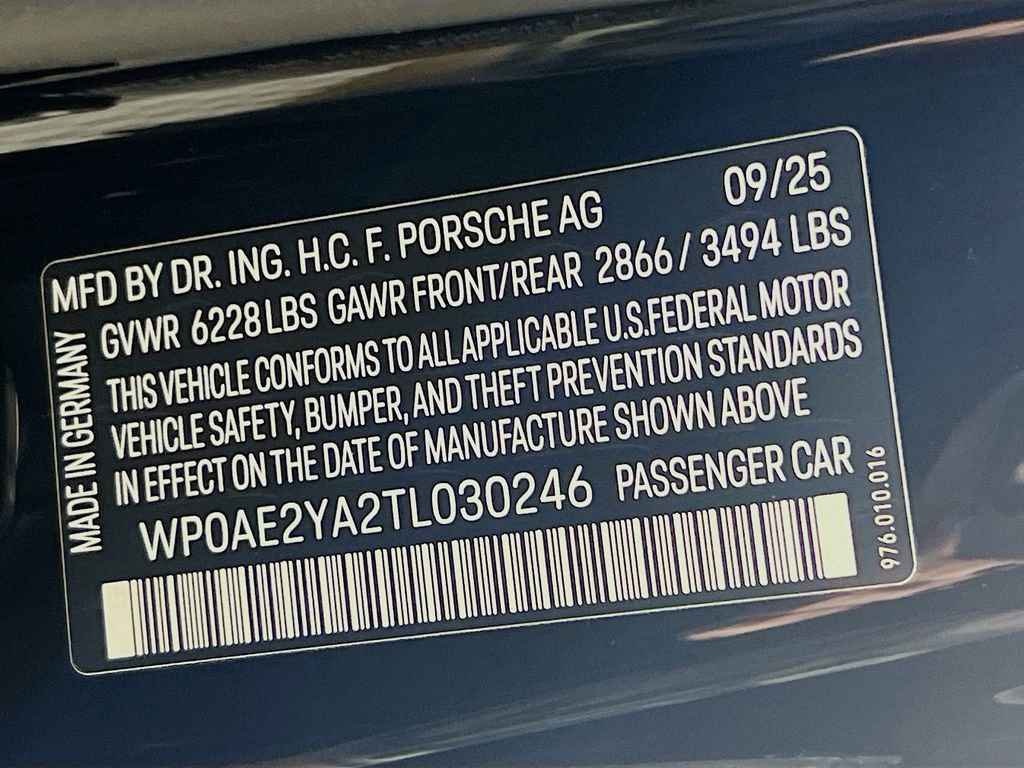 MFD BY DR. ING. H.C. F. PORSCHE AG 09/25
GVWR 6228 LBS GAWR FRONT/REAR 2866 / 3494 LBS
THIS VEHICLE CONFORMS TO ALL APPLICABLE U.S.FEDERAL MOTOR
VEHICLE SAFETY, BUMPER, AND THEFT PREVENTION STANDARDS
IN EFFECT ON THE DATE OF MANUFACTURE SHOWN ABOVE
WP0AE2YA2TL030246 PASSENGER CAR
MADE IN GERMANY
976.010.016